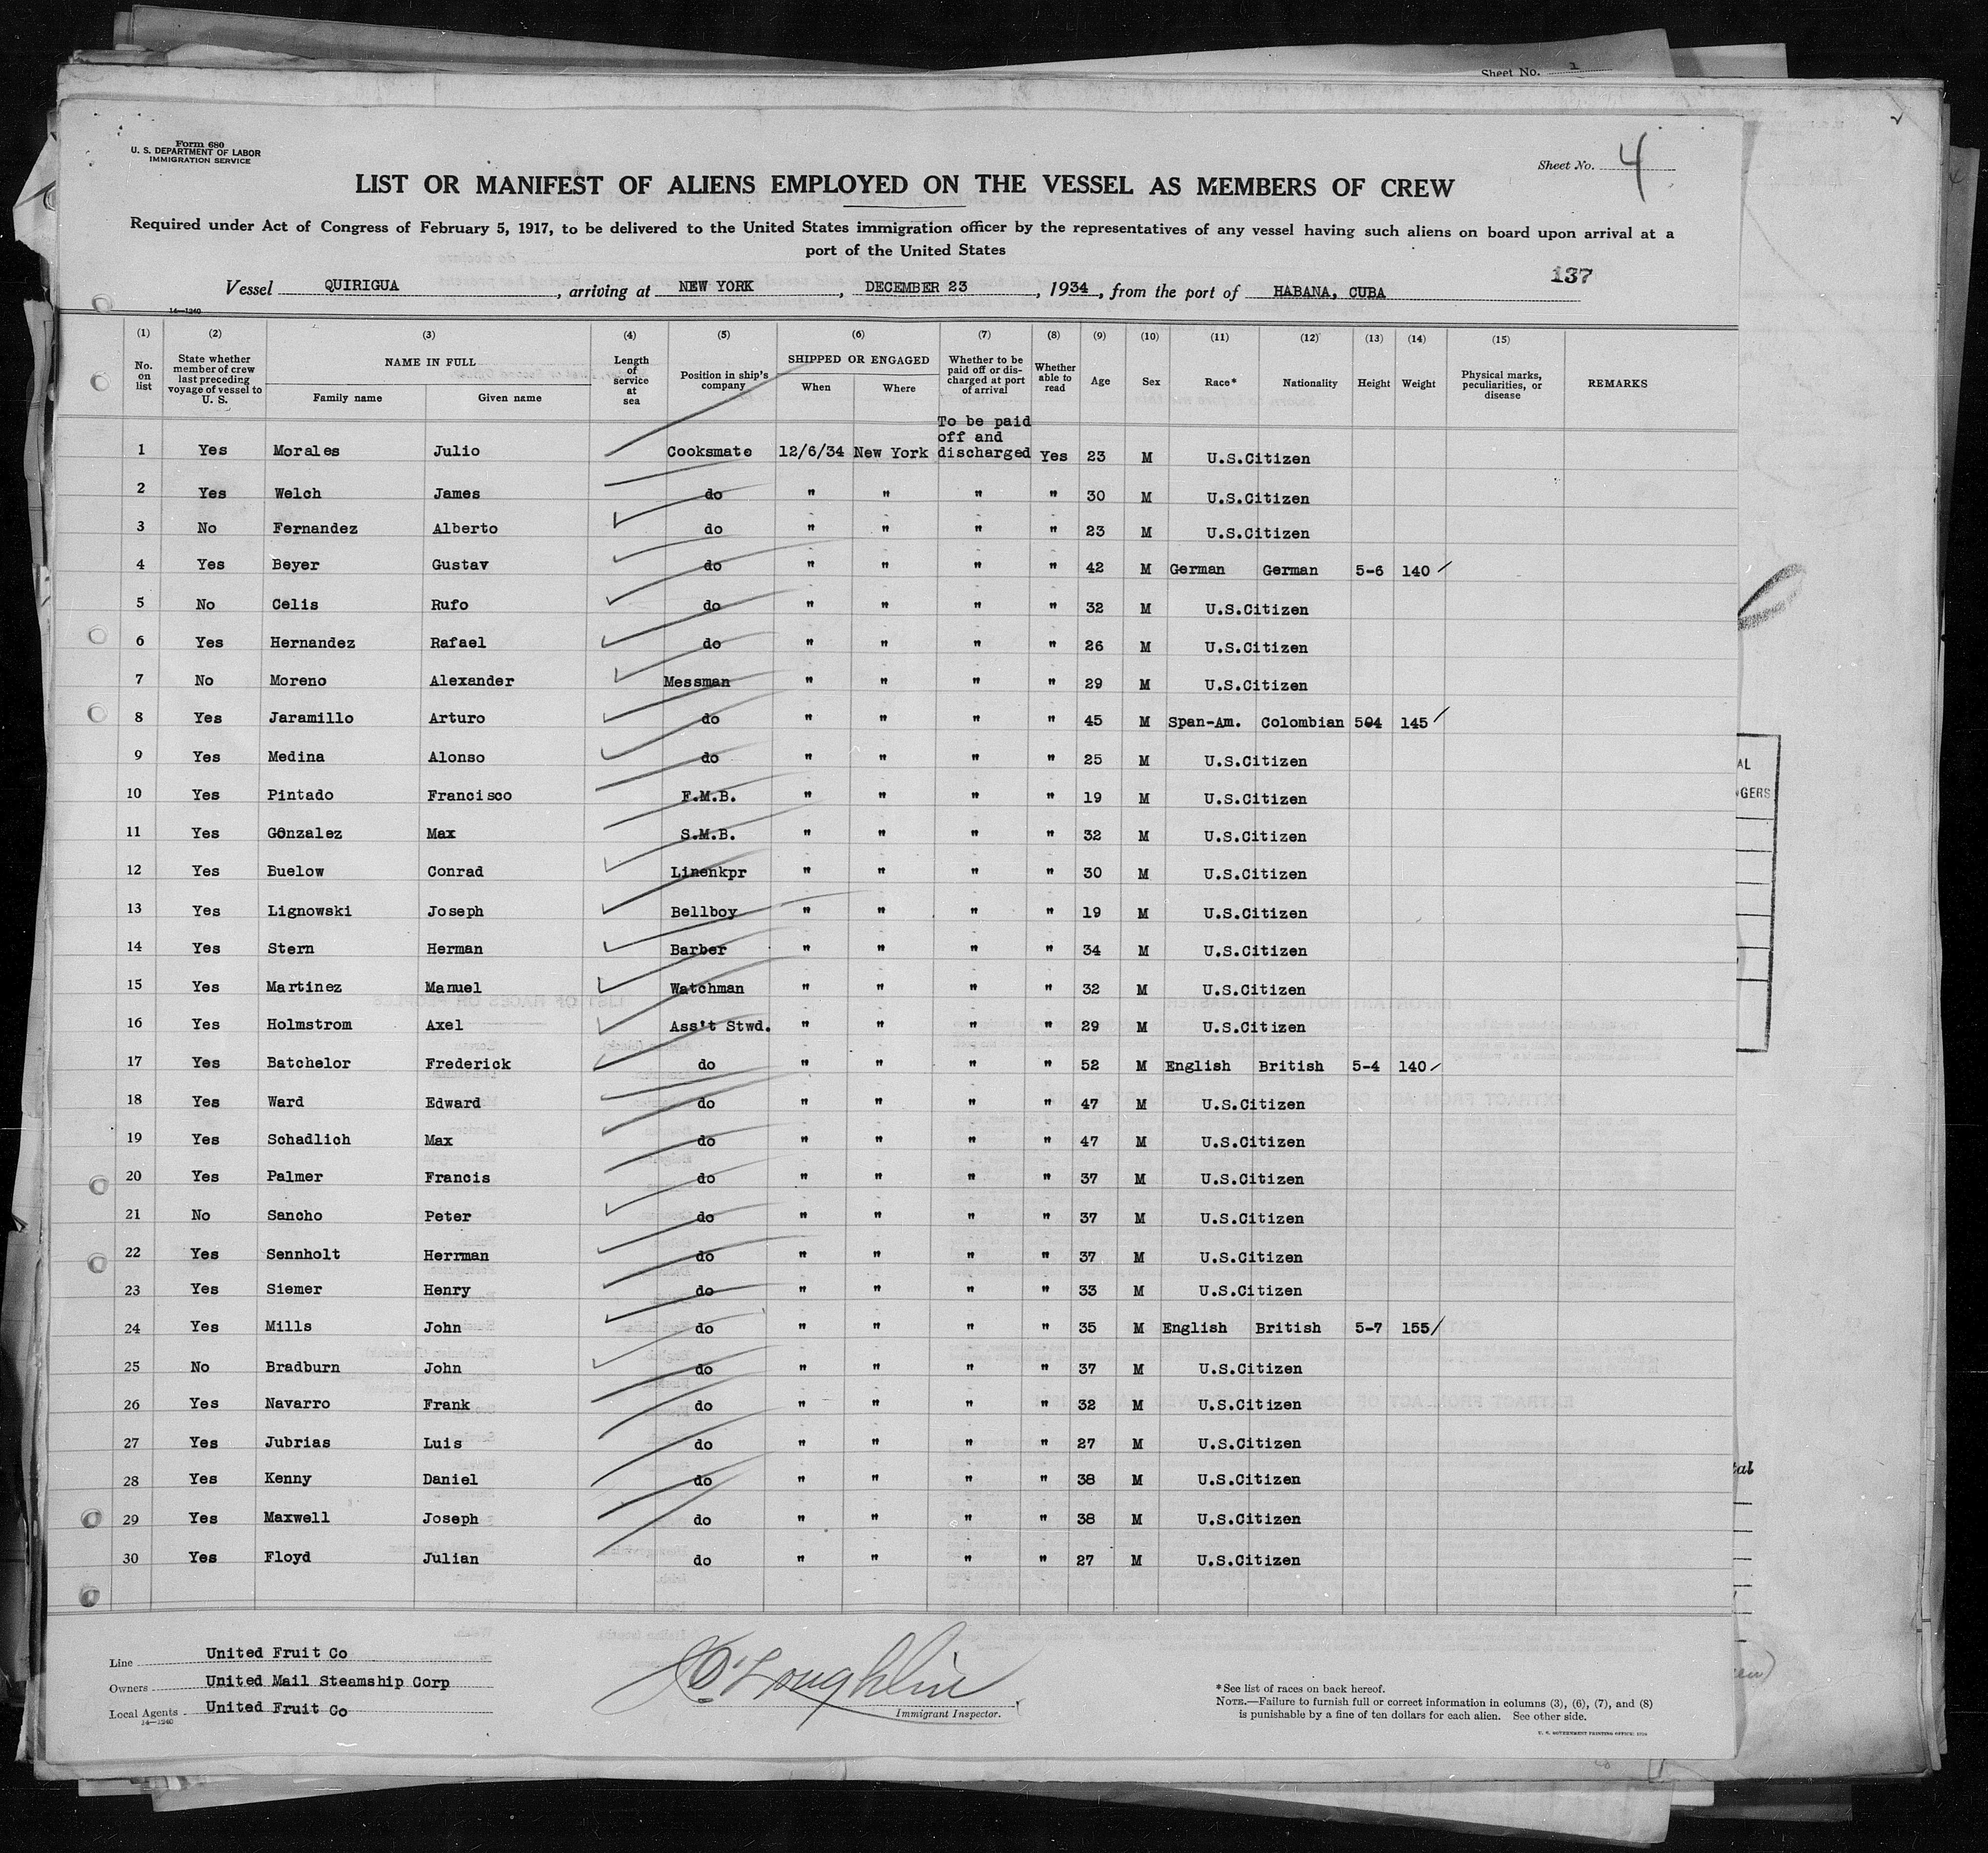 Sheet No. 2
Form 680
U. S. DEPARTMENT OF LABOR
IMMIGRATION SERVICE
Sheet No. 4
LIST OR MANIFEST OF ALIENS EMPLOYED ON THE VESSEL AS MEMBERS OF CREW
Required under Act of Congress of February 5, 1917, to be delivered to the United States immigration officer by the representatives of any vessel having such aliens on board upon arrival at a
port of the United States
137
Vessel QUIRIGUA, arriving at NEW YORK, DECEMBER 23, 1934, from the port of HABANA, CUBA
14—1240
(1) (2) (3) (4) (5) (6) (7) (8) (9) (10) (11) (12) (13) (14) (15)
No. on list State whether member of crew last preceding voyage of vessel to U. S. NAME IN FULL Family name Given name Length of service at sea Position in ship's company SHIPPED OR ENGAGED When Where Whether to be paid off or discharged at port of arrival Whether able to read Age Sex Race* Nationality Height Weight Physical marks, peculiarities, or disease REMARKS
1 Yes Morales Julio Cooksmate 12/6/34 New York To be paid off and discharged Yes 23 M U.S.Citizen
2 Yes Welch James do " " " " 30 M U.S.Citizen
3 No Fernandez Alberto do " " " " 23 M U.S.Citizen
4 Yes Beyer Gustav do " " " " 42 M German German 5-6 140
5 No Celis Rufo do " " " " 32 M U.S.Citizen
6 Yes Hernandez Rafael do " " " " 26 M U.S.Citizen
7 No Moreno Alexander Messman " " " " 29 M U.S.Citizen
8 Yes Jaramillo Arturo do " " " " 45 M Span-Am. Colombian 504 145
9 Yes Medina Alonso do " " " " 25 M U.S.Citizen
10 Yes Pintado Francisco F.M.B. " " " " 19 M U.S.Citizen
11 Yes Gonzalez Max S.M.B. " " " " 32 M U.S.Citizen
12 Yes Buelow Conrad Linenkpr " " " " 30 M U.S.Citizen
13 Yes Lignowski Joseph Bellboy " " " " 19 M U.S.Citizen
14 Yes Stern Herman Barber " " " " 34 M U.S.Citizen
15 Yes Martinez Manuel Watchman " " " " 32 M U.S.Citizen
16 Yes Holmstrom Axel Ass't Stwd. " " " " 29 M U.S.Citizen
17 Yes Batchelor Frederick do " " " " 52 M English British 5-4 140
18 Yes Ward Edward do " " " " 47 M U.S.Citizen
19 Yes Schadlich Max do " " " " 47 M U.S.Citizen
20 Yes Palmer Francis do " " " " 37 M U.S.Citizen
21 No Sancho Peter do " " " " 37 M U.S.Citizen
22 Yes Sennholt Herrman do " " " " 37 M U.S.Citizen
23 Yes Siemer Henry do " " " " 33 M U.S.Citizen
24 Yes Mills John do " " " " 35 M English British 5-7 155
25 No Bradburn John do " " " " 37 M U.S.Citizen
26 Yes Navarro Frank do " " " " 32 M U.S.Citizen
27 Yes Jubrias Luis do " " " " 27 M U.S.Citizen
28 Yes Kenny Daniel do " " " " 38 M U.S.Citizen
29 Yes Maxwell Joseph do " " " " 38 M U.S.Citizen
30 Yes Floyd Julian do " " " " 27 M U.S.Citizen
Line United Fruit Co
Owners United Mail Steamship Corp
Local Agents United Fruit Co
14—1240
O'Loughlin
Immigrant Inspector.
*See list of races on back hereof.
NOTE.—Failure to furnish full or correct information in columns (3), (6), (7), and (8)
is punishable by a fine of ten dollars for each alien. See other side.